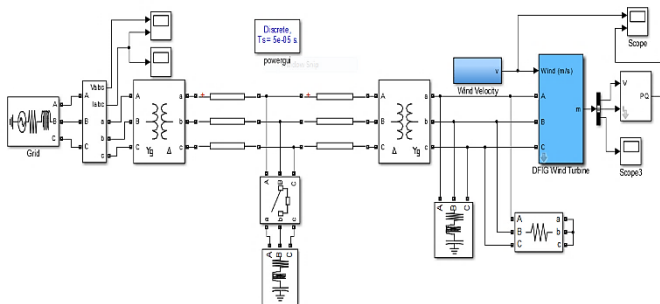 Discrete,
Ts = 5e-05 s.
powergui
Scope
v
Wind Velocity
Wind (m/s)
A
B
C
m
DFIG Wind Turbine
V
I
PQ
Scope3
Grid
A
B
C
Vabc
Iabc
A
B
C
a
b
c
A
B
C
a
b
c
Yg
Δ
A
B
C
a
b
c
Δ
Yg
A
B
C
a
b
c
A
B
C
A
B
C
A
B
C
a
b
c